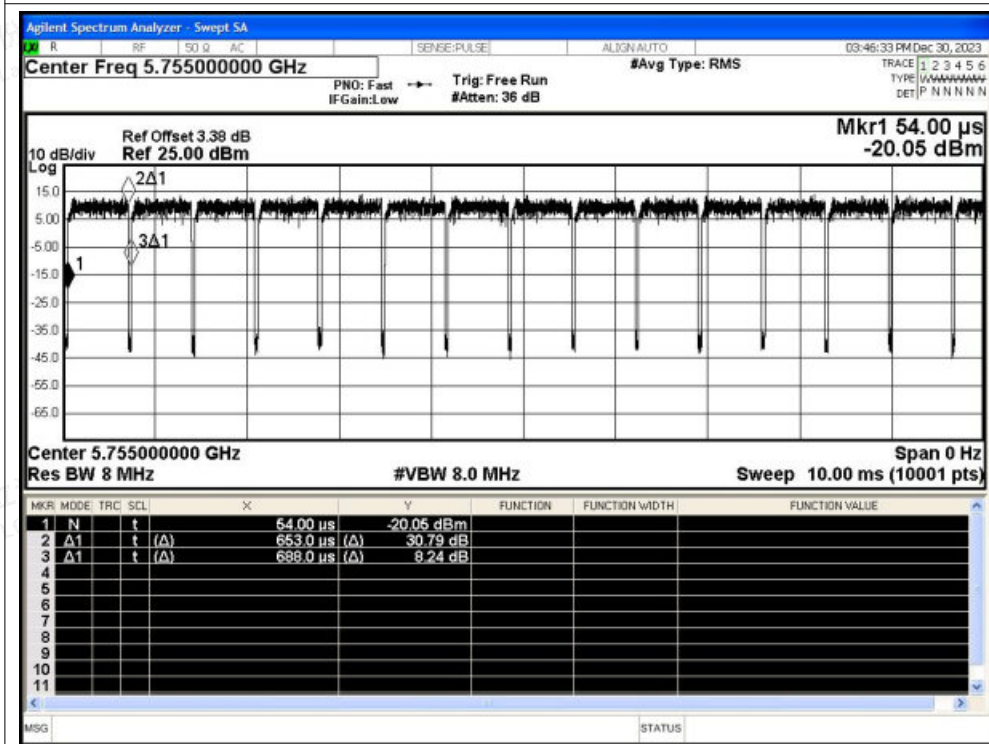 Agilent Spectrum Analyzer - Swept SA
R RF 50 Ω AC SENSE:PULSE ALIGN AUTO 03:46:33 PM Dec 30, 2023
Center Freq 5.755000000 GHz #Avg Type: RMS TRACE 1 2 3 4 5 6
PNO: Fast Trig: Free Run TYPE
IFGain:Low #Atten: 36 dB DET P N N N N N
Mkr1 54.00 µs
Ref Offset 3.38 dB
10 dB/div Ref 25.00 dBm -20.05 dBm
Log
2Δ1
15.0
5.00
3Δ1
-5.00
1
-15.0
-25.0
-35.0
-45.0
-55.0
-65.0
Center 5.755000000 GHz Span 0 Hz
Res BW 8 MHz #VBW 8.0 MHz Sweep 10.00 ms (10001 pts)
MKR MODE TRC SCL X Y FUNCTION FUNCTION WIDTH FUNCTION VALUE
1 N t 54.00 µs -20.05 dBm
2 Δ1 t (Δ) 653.0 µs (Δ) 30.79 dB
3 Δ1 t (Δ) 688.0 µs (Δ) 8.24 dB
4
5
6
7
8
9
10
11
MSG STATUS